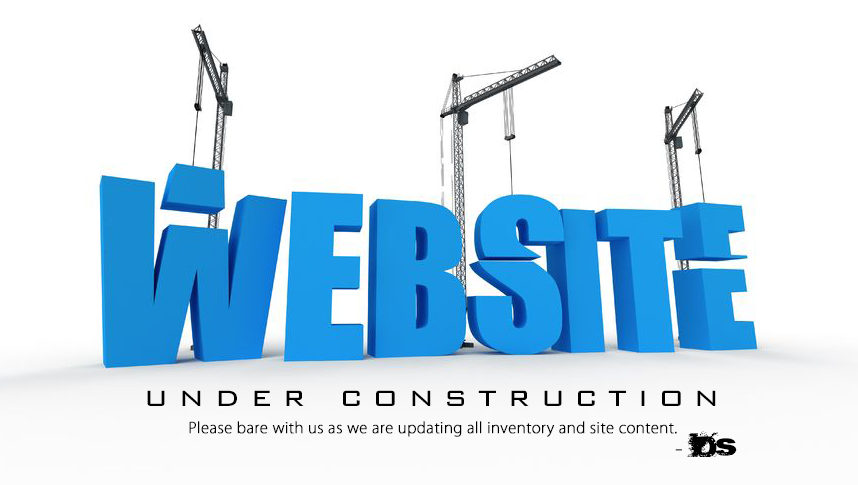 WEBSITE
UNDER CONSTRUCTION
Please bare with us as we are updating all inventory and site content.
- DS